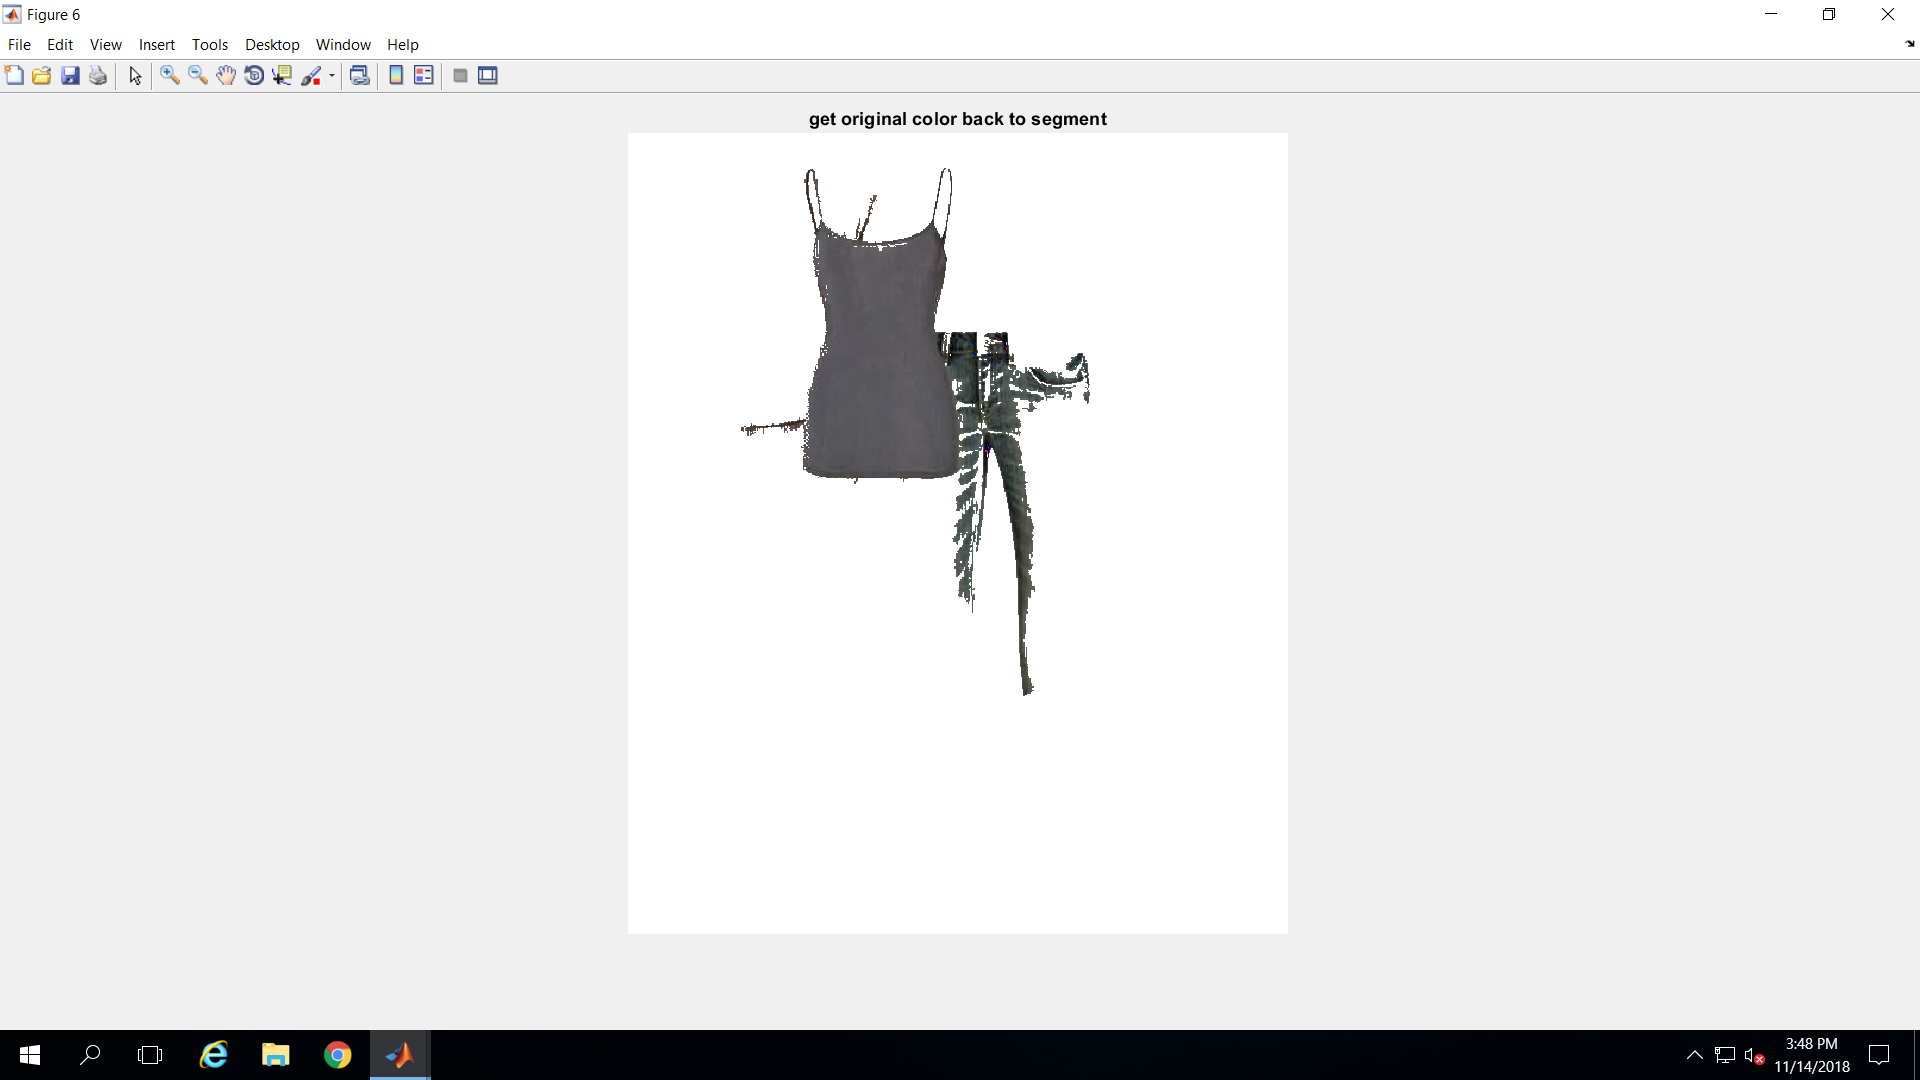 Figure 6
File Edit View Insert Tools Desktop Window Help
get original color back to segment
3:48 PM
11/14/2018